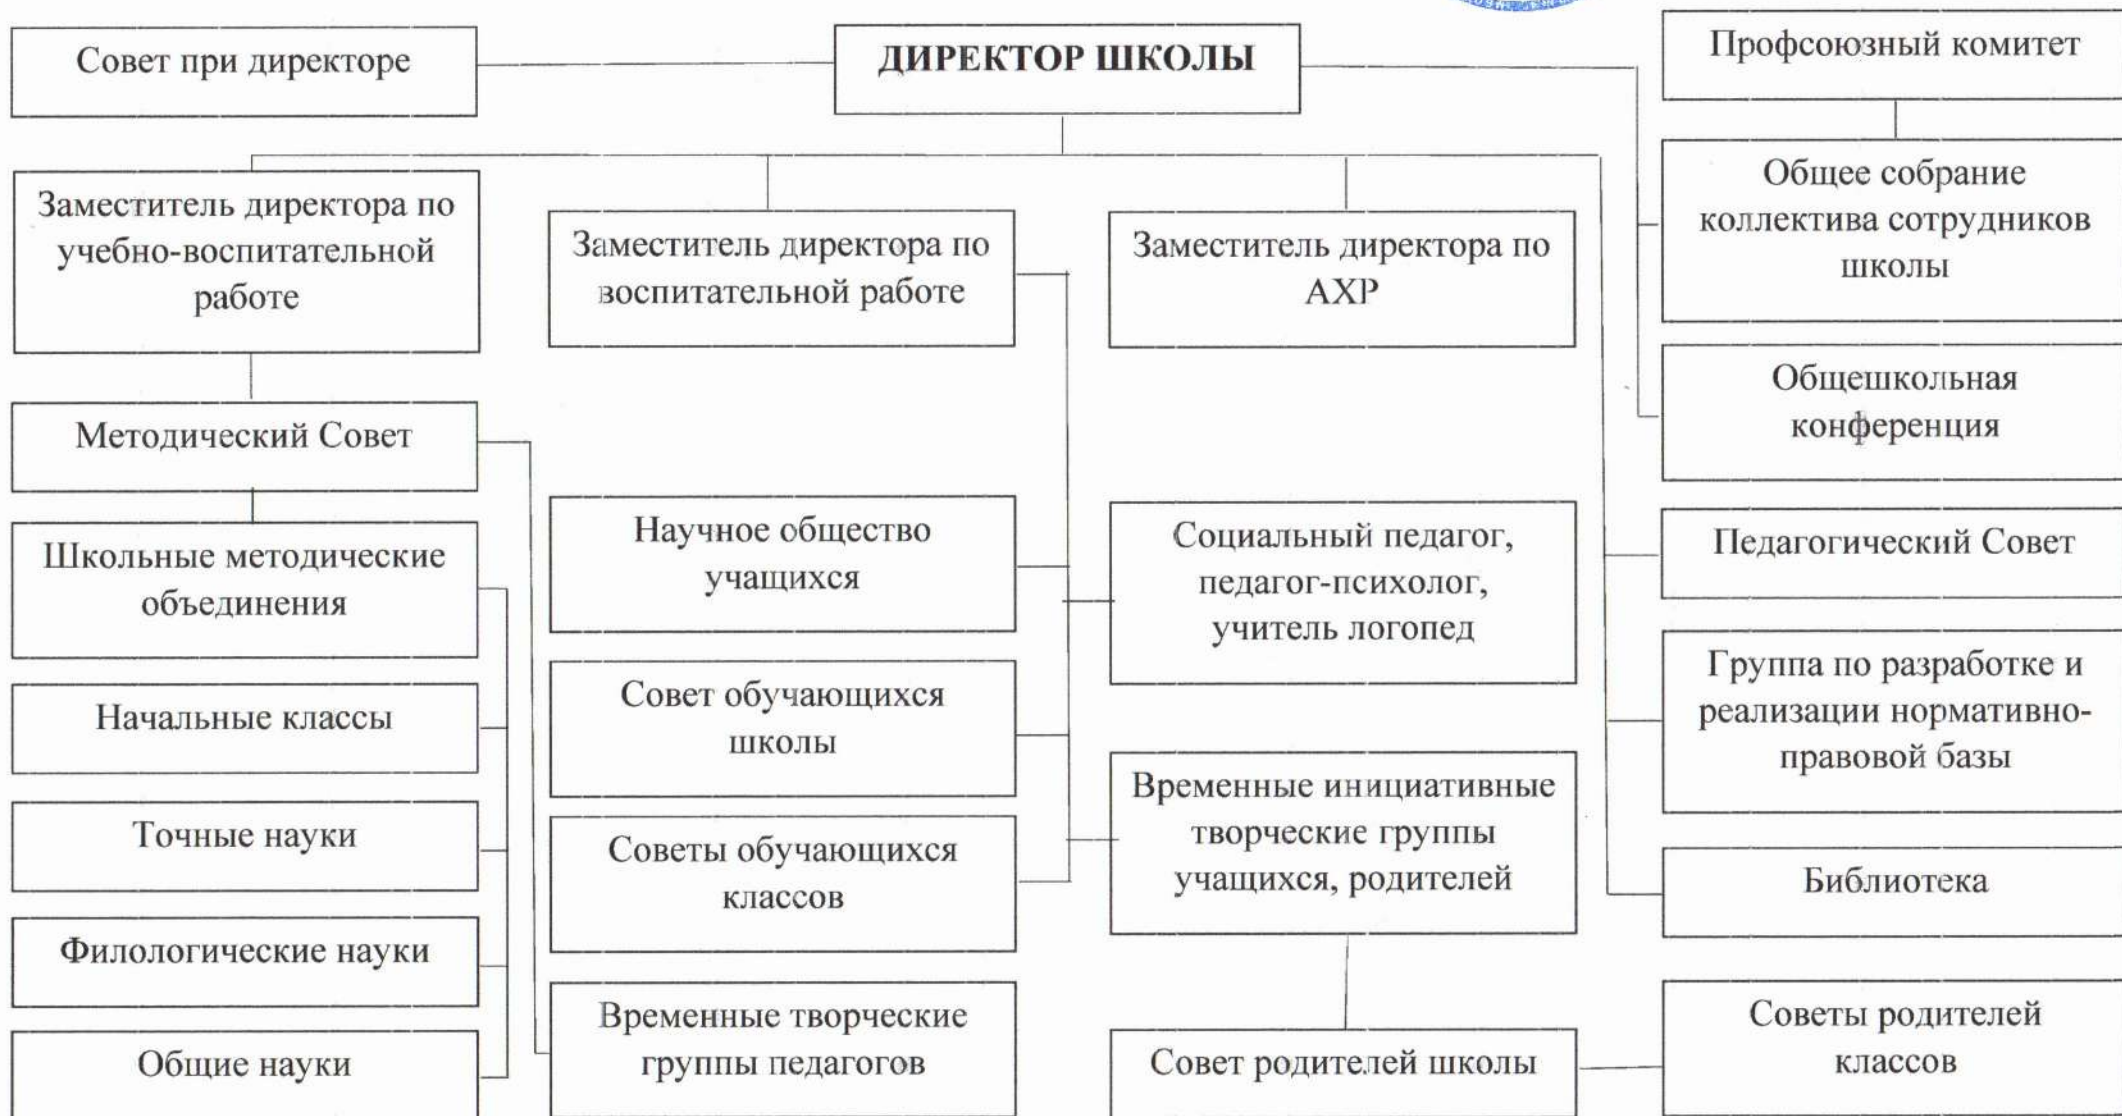 Совет при директоре
ДИРЕКТОР ШКОЛЫ
Профсоюзный комитет
Заместитель директора по
учебно-воспитательной
работе
Заместитель директора по
воспитательной работе
Заместитель директора по
АХР
Общее собрание
коллектива сотрудников
школы
Общешкольная
конференция
Методический Совет
Школьные методические
объединения
Научное общество
учащихся
Социальный педагог,
педагог-психолог,
учитель логопед
Педагогический Совет
Группа по разработке и
реализации нормативно-
правовой базы
Начальные классы
Совет обучающихся
школы
Временные инициативные
творческие группы
учащихся, родителей
Точные науки
Советы обучающихся
классов
Библиотека
Филологические науки
Временные творческие
группы педагогов
Советы родителей
классов
Общие науки
Совет родителей школы